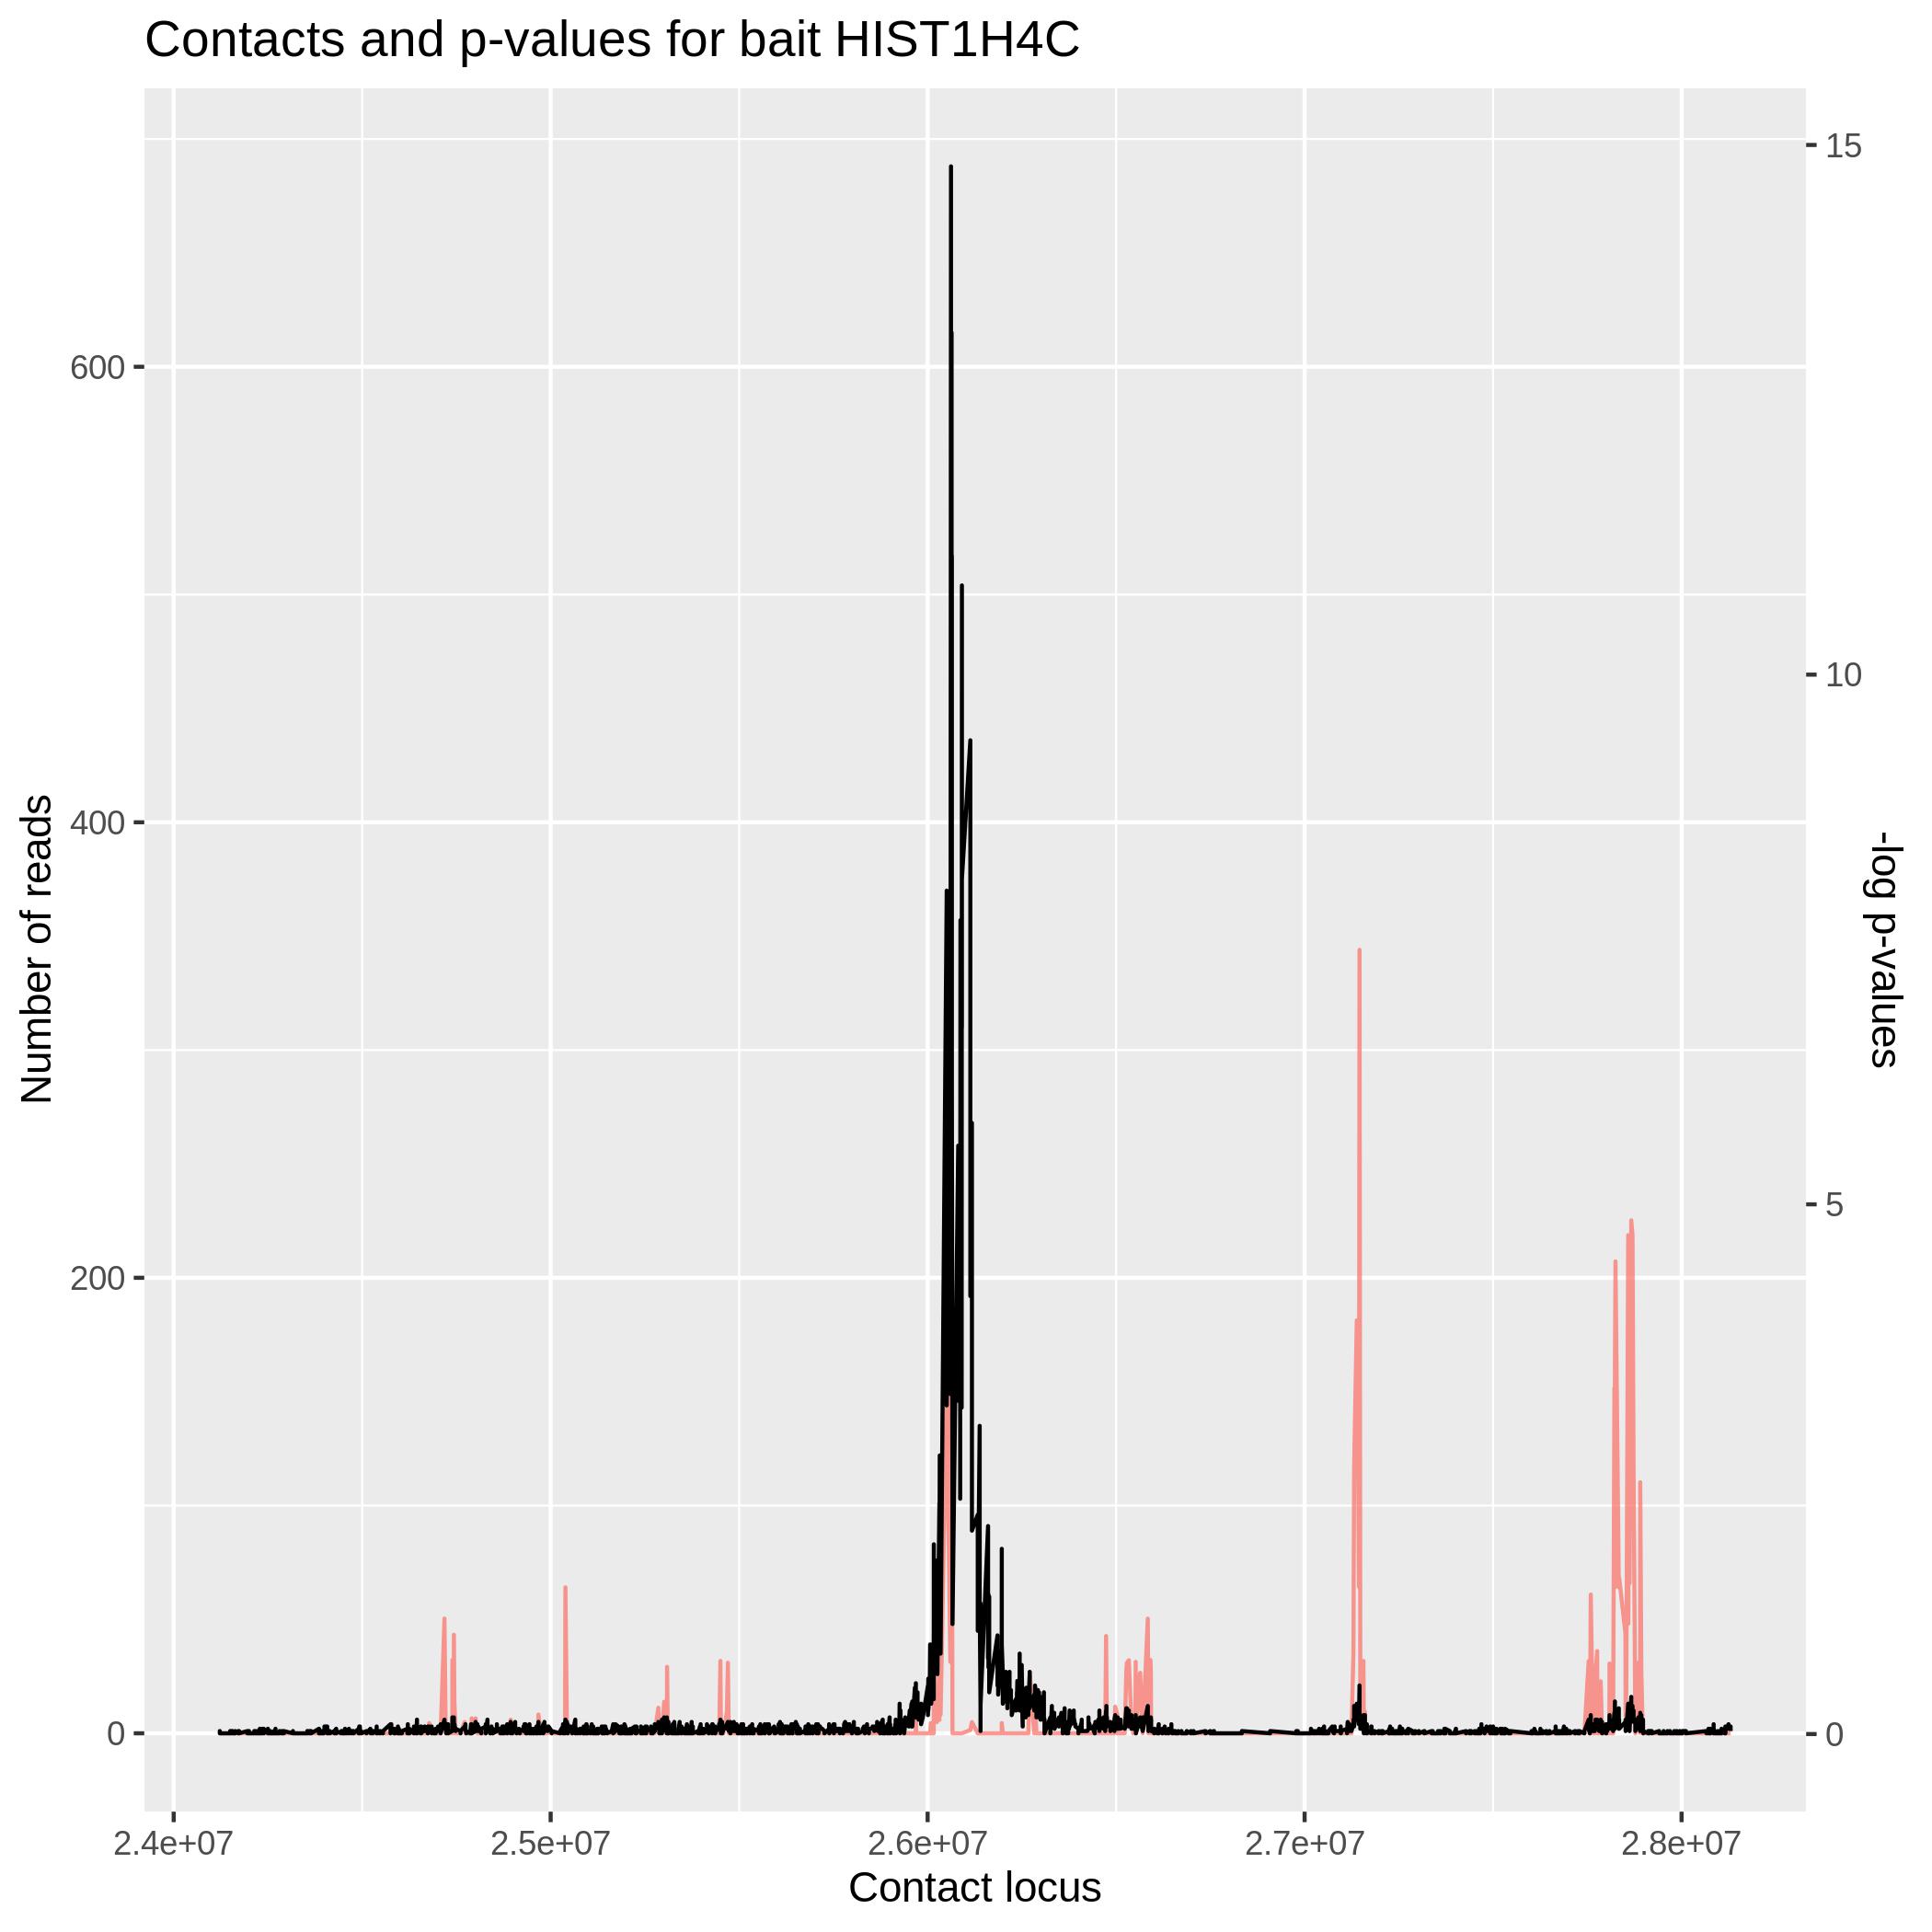 Contacts and p-values for bait HIST1H4C
15
600
10
400
Number of reads
-log p-values
5
200
0
0
2.4e+07 2.5e+07 2.6e+07 2.7e+07 2.8e+07
Contact locus